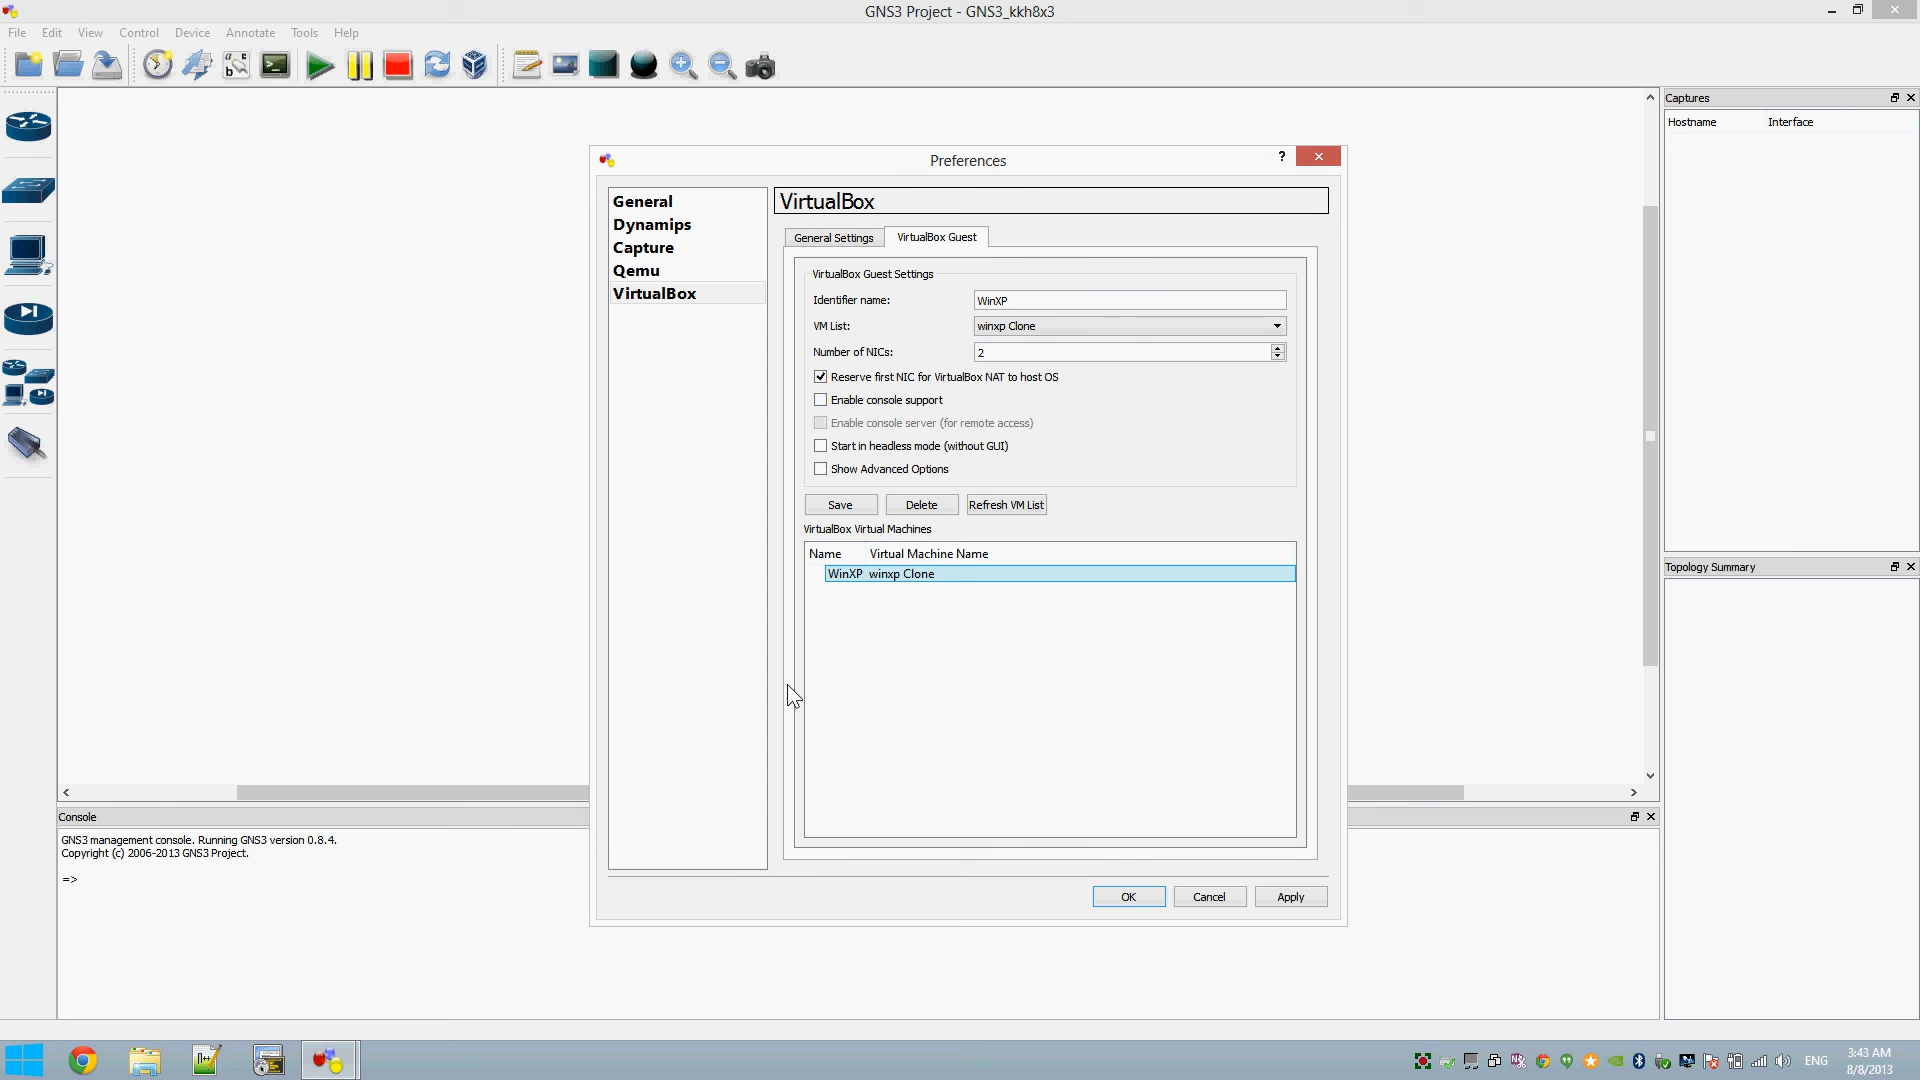 GNS3 Project - GNS3_kkh8x3
File Edit View Control Device Annotate Tools Help
Captures
Hostname Interface
Preferences
General
Dynamips
Capture
Qemu
VirtualBox
VirtualBox
General Settings VirtualBox Guest
VirtualBox Guest Settings
Identifier name: WinXP
VM List: winxp Clone
Number of NICs: 2
Reserve first NIC for VirtualBox NAT to host OS
Enable console support
Enable console server (for remote access)
Start in headless mode (without GUI)
Show Advanced Options
Save Delete Refresh VM List
VirtualBox Virtual Machines
Name Virtual Machine Name
WinXP winxp Clone
OK Cancel Apply
Topology Summary
Console
GNS3 management console. Running GNS3 version 0.8.4.
Copyright (c) 2006-2013 GNS3 Project.
=>
ENG
3:43 AM
8/8/2013